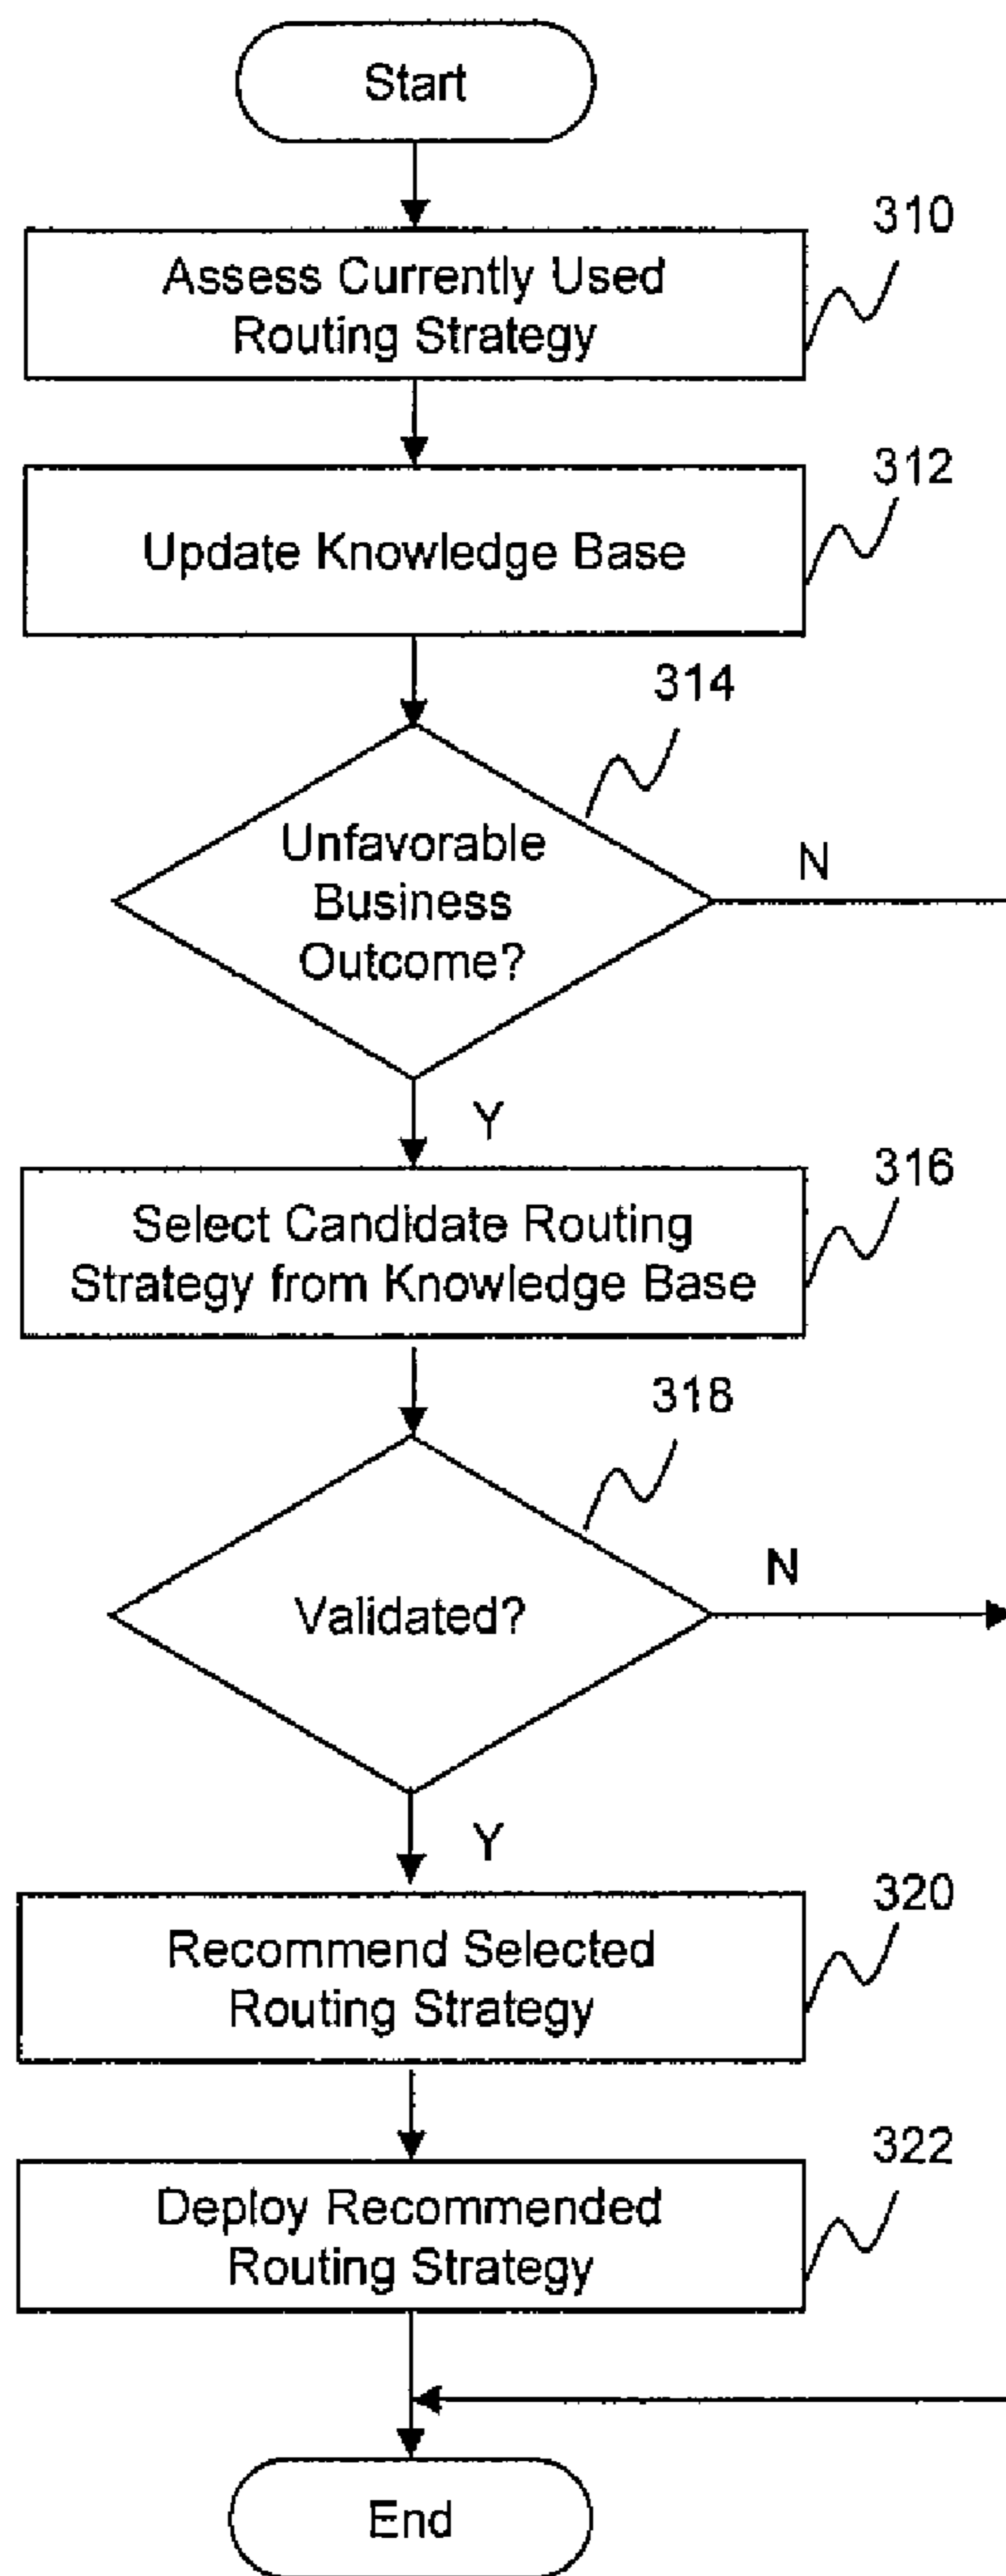 Start
310
Assess Currently Used
Routing Strategy
312
Update Knowledge Base
314
Unfavorable
Business
Outcome?
N
Y
316
Select Candidate Routing
Strategy from Knowledge Base
318
Validated?
N
Y
320
Recommend Selected
Routing Strategy
322
Deploy Recommended
Routing Strategy
End